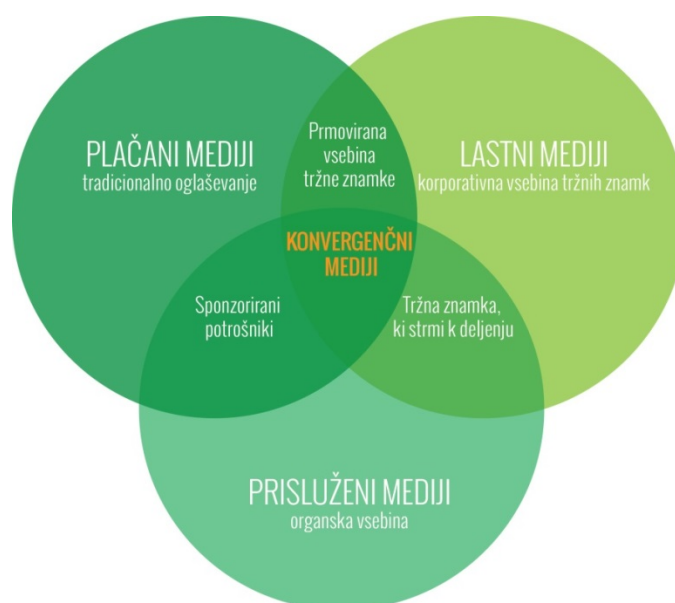 PLAČANI MEDIJI
tradicionalno oglaševanje
Prmovirana
vsebina
tržne znamke
LASTNI MEDIJI
korporativna vsebina tržnih znamk
KONVERGENČNI
MEDIJI
Sponzorirani
potrošniki
Tržna znamka,
ki strmi k deljenju
PRISLUŽENI MEDIJI
organska vsebina